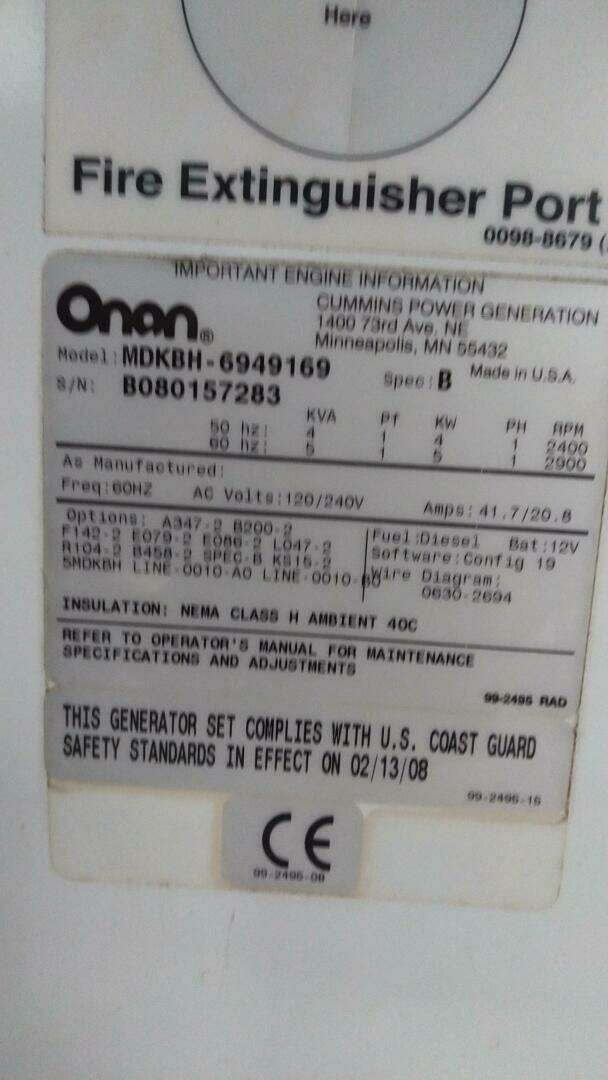 Here
Fire Extinguisher Port
0098-8679 (
IMPORTANT ENGINE INFORMATION
Onan®
CUMMINS POWER GENERATION
1400 73rd Ave. NE
Minneapolis, MN 55432
Model: MDKBH-6949169
Spec: B Made in U.S.A.
S/N: B080157283
KVA Pf KW PH RPM
50 hz: 4 1 4 1 2400
60 hz: 5 1 5 1 2900
As Manufactured:
Freq:60HZ AC Volts:120/240V Amps: 41.7/20.8
Options: A347-2 B200-2
F142-2 E079-2 E086-2 L047-2
R104-2 B458-2 SPEC-B KS15-2
5MDKBH LINE-0010-A0 LINE-0010-B0
Fuel:Diesel Bat:12V
Software:Config 19
Wire Diagram:
0630-2694
INSULATION: NEMA CLASS H AMBIENT 40C
REFER TO OPERATOR'S MANUAL FOR MAINTENANCE
SPECIFICATIONS AND ADJUSTMENTS
99-2495 RAD
THIS GENERATOR SET COMPLIES WITH U.S. COAST GUARD
SAFETY STANDARDS IN EFFECT ON 02/13/08
99-2496-16
CE
99-2496-08